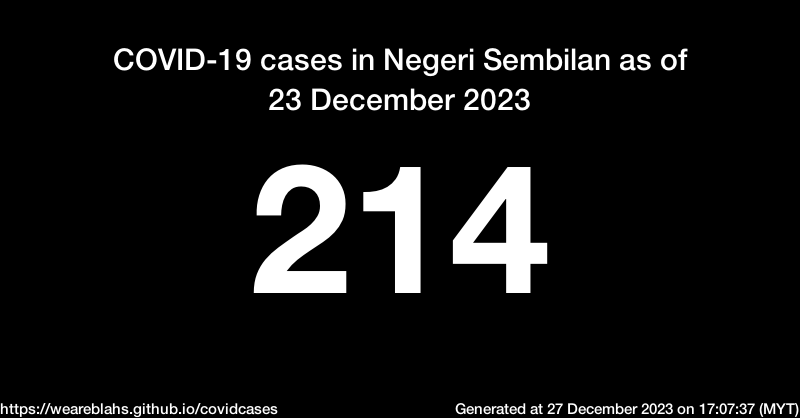 COVID-19 cases in Negeri Sembilan as of
23 December 2023
214
https://weareblahs.github.io/covidcases
Generated at 27 December 2023 on 17:07:37 (MYT)